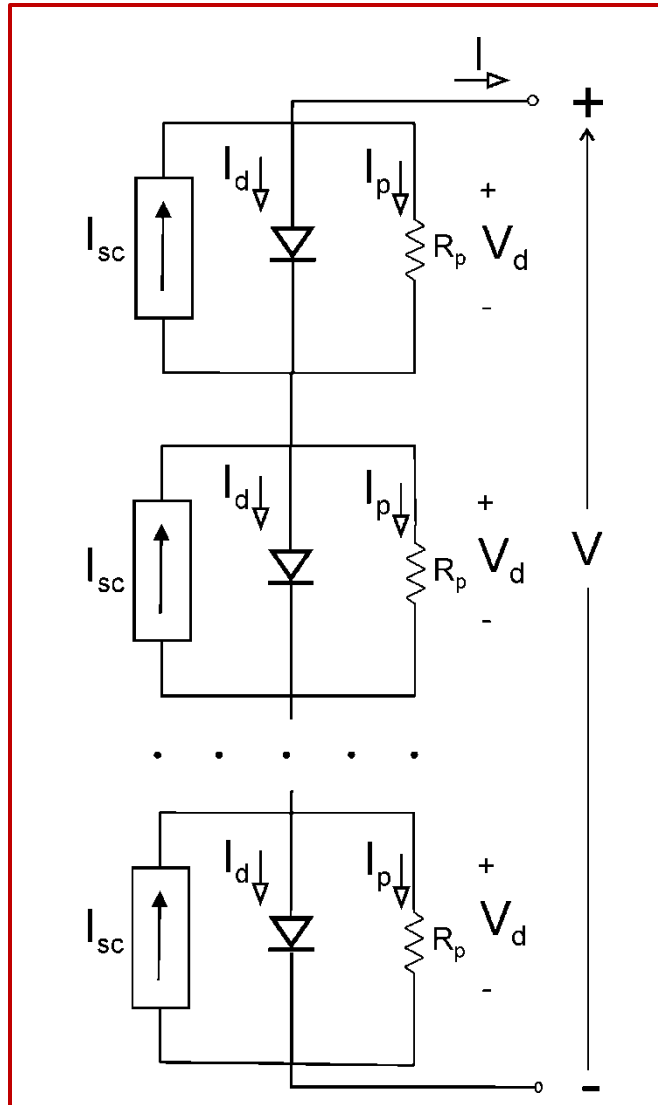 I
+
I_d I_p +
I_sc R_p V_d
-
I_d I_p +
I_sc R_p V_d V
-
. . . . .
I_d I_p +
I_sc R_p V_d
-
-